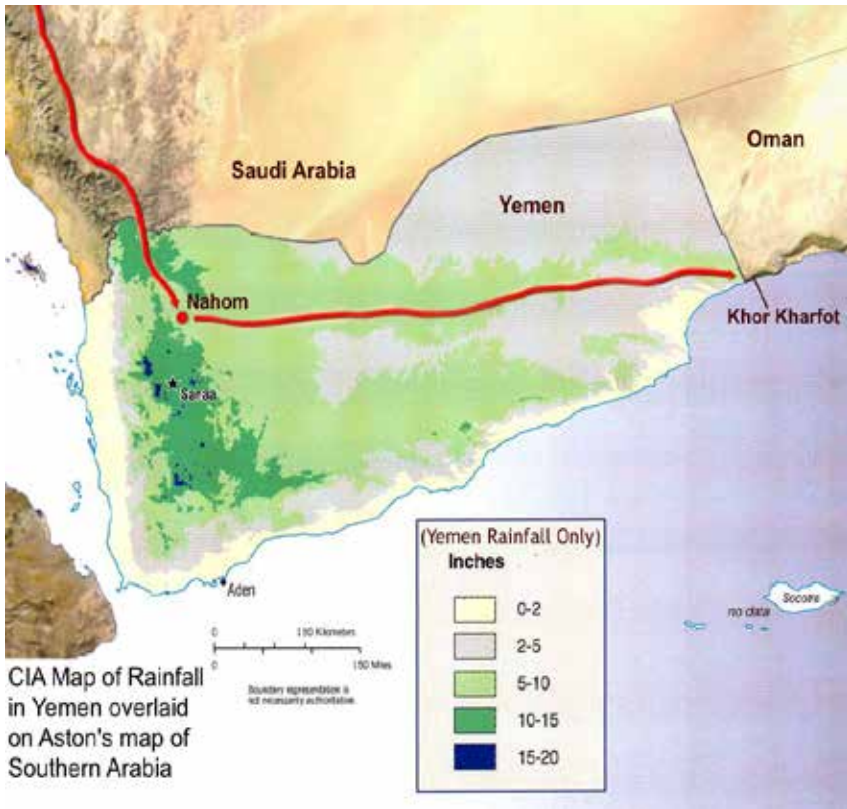 Saudi Arabia
Oman
Yemen
Nahom
Khor Kharfot
Sanaa
Aden
(Yemen Rainfall Only)
Inches
0-2
2-5
5-10
10-15
15-20
Socotra
no data
0 150 Kilometers
0 150 Miles
Boundary representation is
not necessarily authoritative.
CIA Map of Rainfall
in Yemen overlaid
on Aston's map of
Southern Arabia